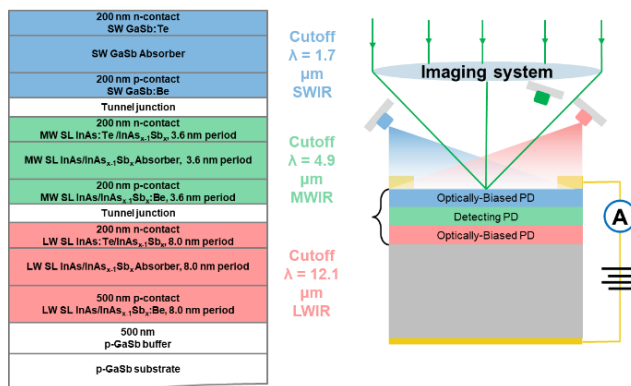 200 nm n-contact
SW GaSb:Te
SW GaSb Absorber
200 nm p-contact
SW GaSb:Be
Tunnel junction
200 nm n-contact
MW SL InAs:Te/InAsₓ₋₁Sbₓ, 3.6 nm period
MW SL InAs/InAsₓ₋₁Sbₓ Absorber, 3.6 nm period
200 nm p-contact
MW SL InAs/InAsₓ₋₁Sbₓ:Be, 3.6 nm period
Tunnel junction
200 nm n-contact
LW SL InAs:Te/InAsₓ₋₁Sbₓ, 8.0 nm period
LW SL InAs/InAsₓ₋₁Sbₓ Absorber, 8.0 nm period
500 nm p-contact
LW SL InAs/InAsₓ₋₁Sbₓ:Be, 8.0 nm period
500 nm
p-GaSb buffer
p-GaSb substrate
Cutoff
λ = 1.7
µm
SWIR
Cutoff
λ = 4.9
µm
MWIR
Cutoff
λ = 12.1
µm
LWIR
Imaging system
Optically-Biased PD
Detecting PD
Optically-Biased PD
A